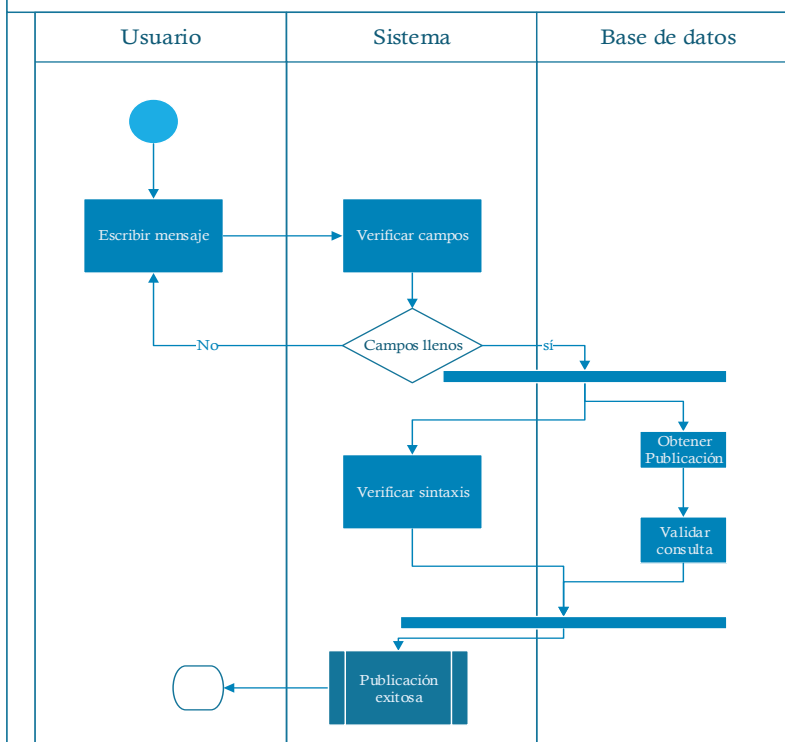 Usuario
Sistema
Base de datos
Escribir mensaje
Verificar campos
No
Campos llenos
sí
Obtener
Publicación
Verificar sintaxis
Validar
consulta
Publicación
exitosa